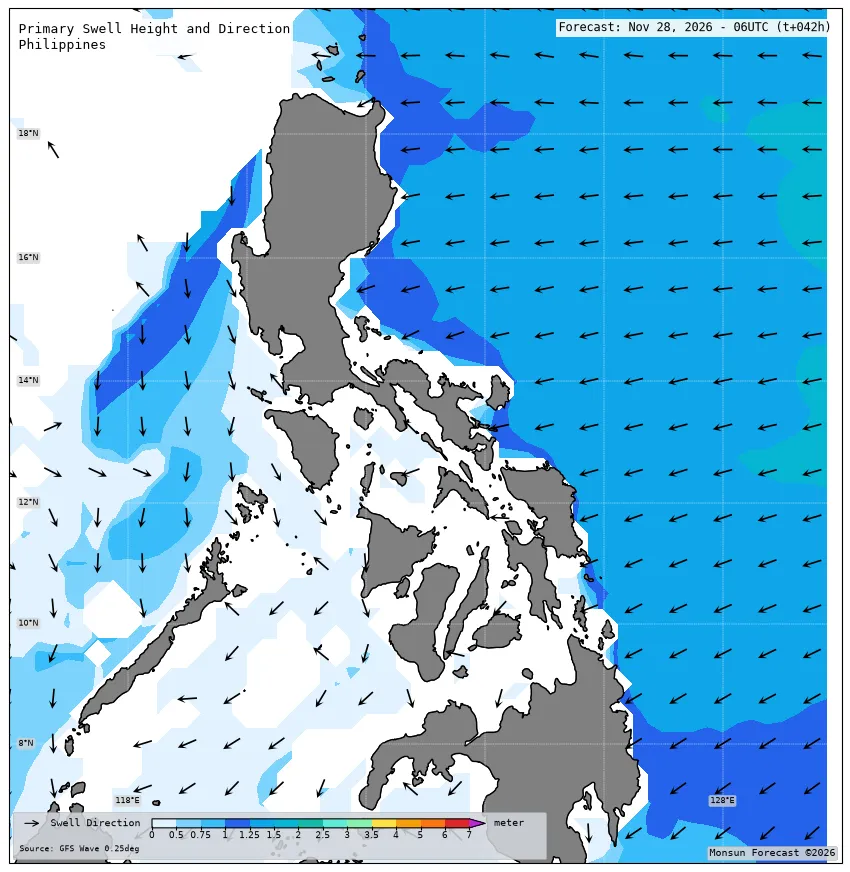 Primary Swell Height and Direction
Philippines
Forecast: Nov 28, 2026 - 06UTC (t+042h)
18°N
16°N
14°N
12°N
10°N
8°N
118°E
128°E
Swell Direction
meter
0 0.5 0.75 1 1.25 1.5 2 2.5 3 3.5 4 5 6 7
Source: GFS Wave 0.25deg
Monsun Forecast ©2026